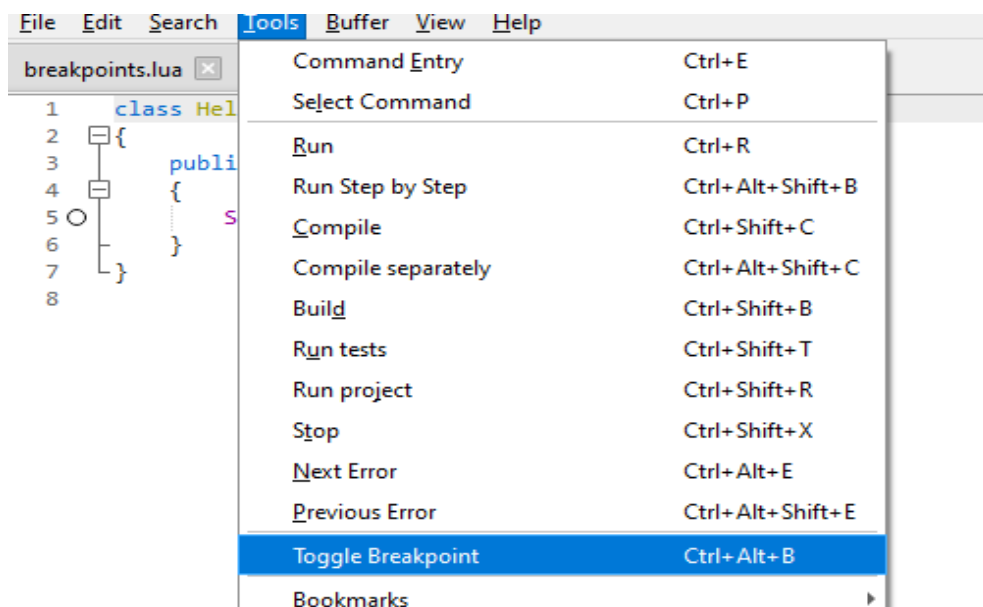 File Edit Search Tools Buffer View Help
breakpoints.lua
1 class Hel
2 {
3 publi
4 {
5 S
6 }
7 }
8
Command Entry Ctrl+E
Select Command Ctrl+P
Run Ctrl+R
Run Step by Step Ctrl+Alt+Shift+B
Compile Ctrl+Shift+C
Compile separately Ctrl+Alt+Shift+C
Build Ctrl+Shift+B
Run tests Ctrl+Shift+T
Run project Ctrl+Shift+R
Stop Ctrl+Shift+X
Next Error Ctrl+Alt+E
Previous Error Ctrl+Alt+Shift+E
Toggle Breakpoint Ctrl+Alt+B
Bookmarks